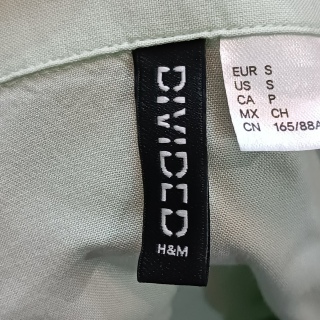 DIVIDED
H&M
EUR S
US S
CA P
MX CH
CN 165/88A